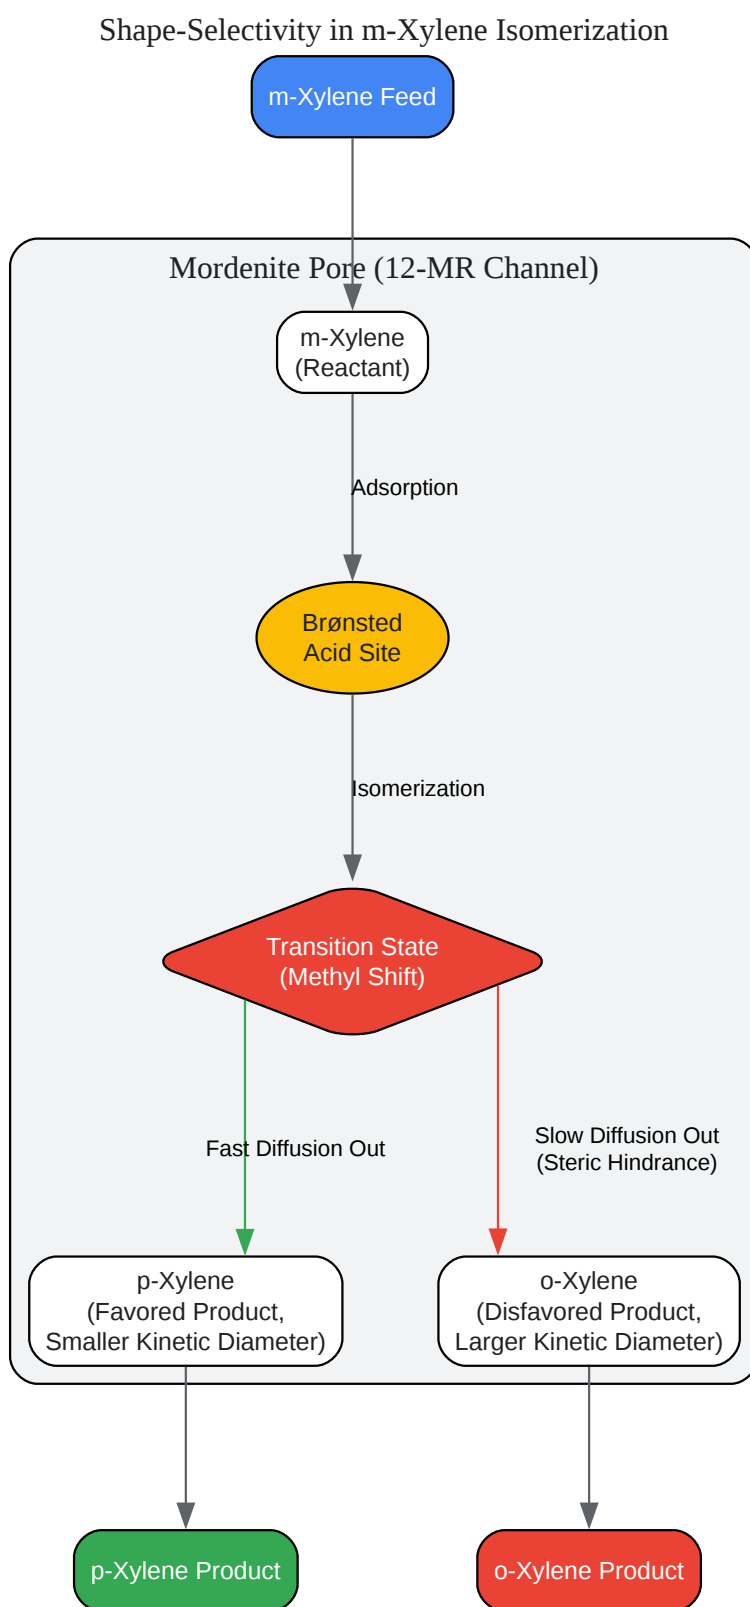 Shape-Selectivity in m-Xylene Isomerization
m-Xylene Feed
Mordenite Pore (12-MR Channel)
m-Xylene
(Reactant)
Adsorption
Brønsted
Acid Site
Isomerization
Transition State
(Methyl Shift)
Fast Diffusion Out
Slow Diffusion Out
(Steric Hindrance)
p-Xylene
(Favored Product,
Smaller Kinetic Diameter)
o-Xylene
(Disfavored Product,
Larger Kinetic Diameter)
p-Xylene Product
o-Xylene Product